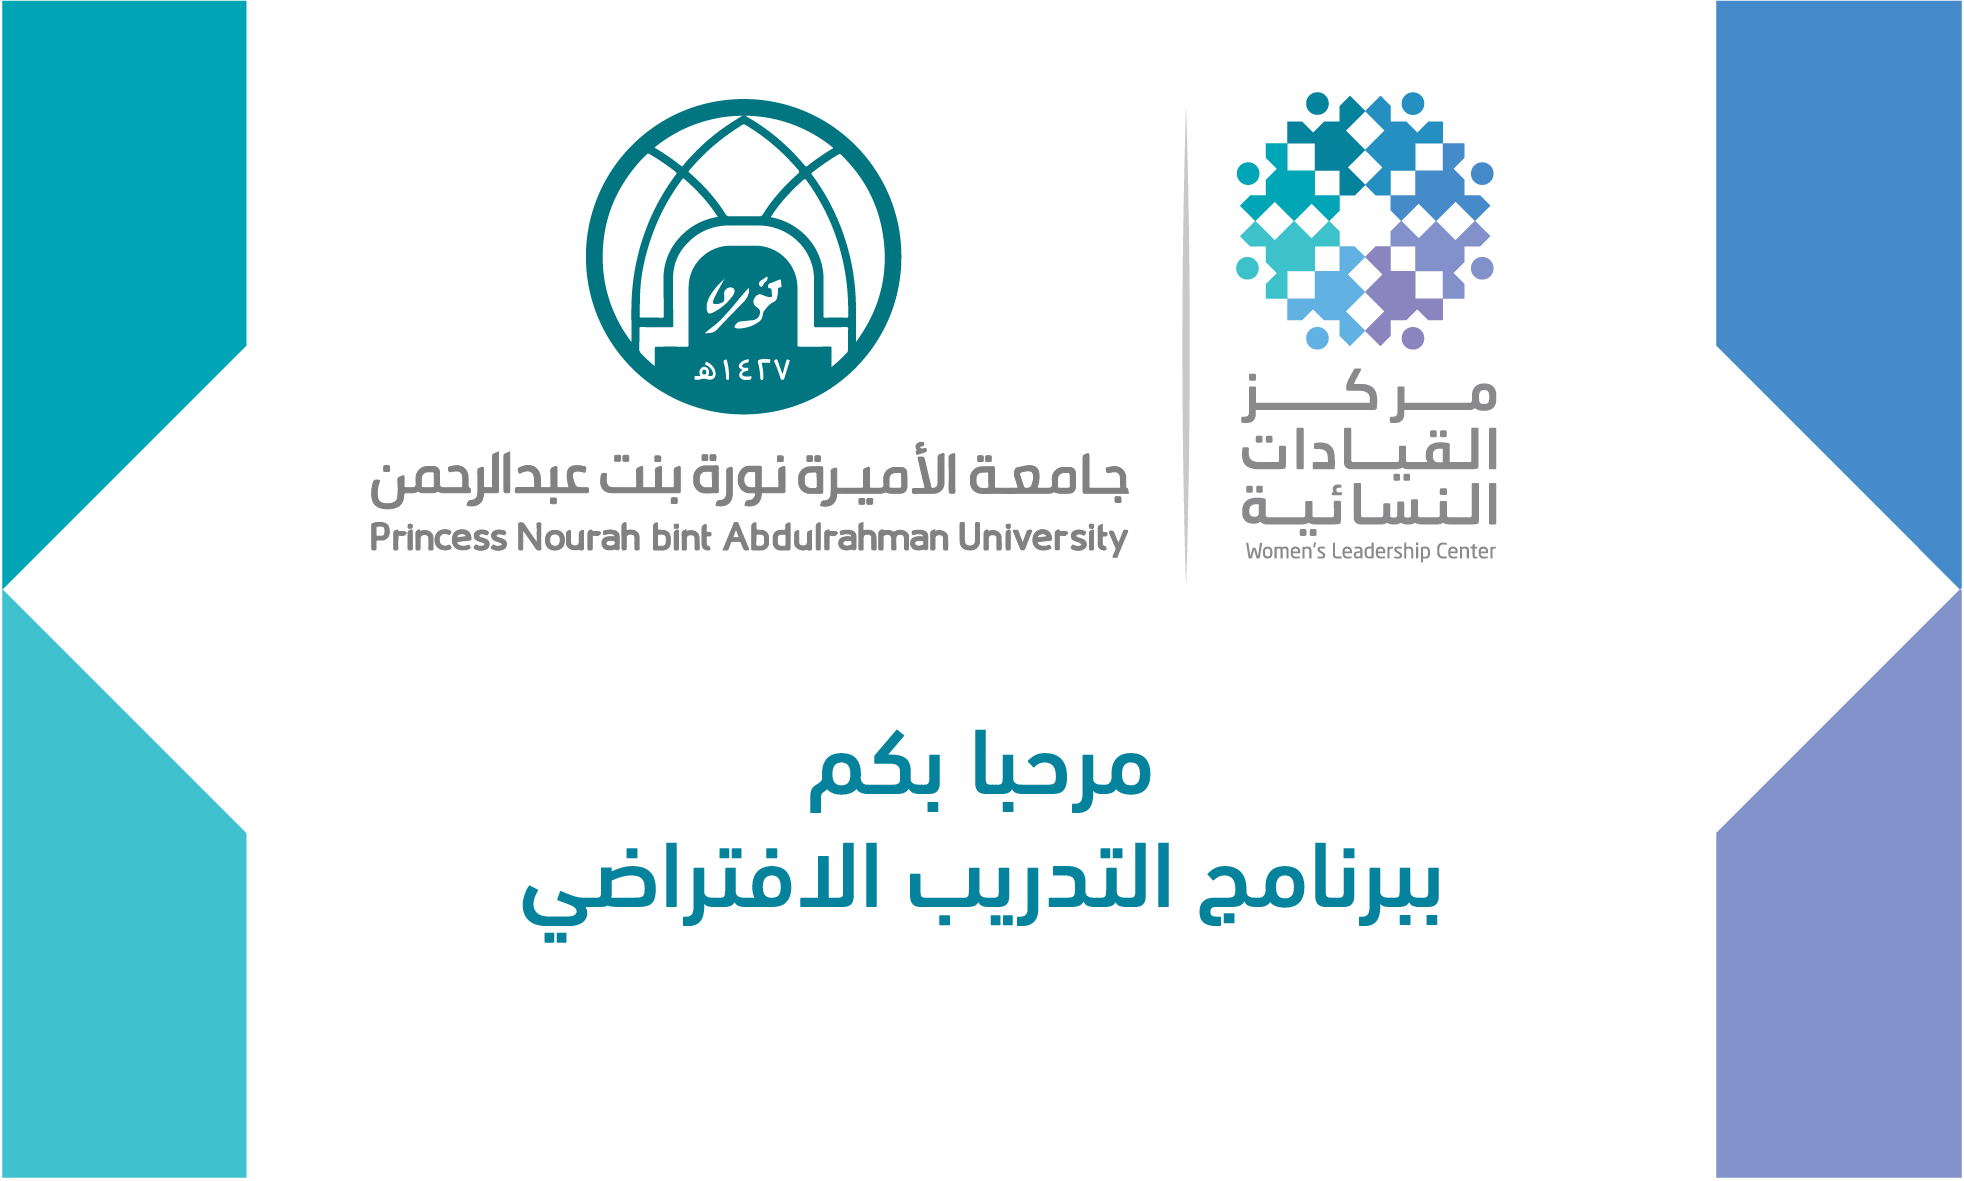 نورة
١٤٢٧هـ
جامعة الأميرة نورة بنت عبدالرحمن
Princess Nourah bint Abdulrahman University
مركز
القيادات
النسائية
Women's Leadership Center
مرحبا بكم
ببرنامج التدريب الافتراضي